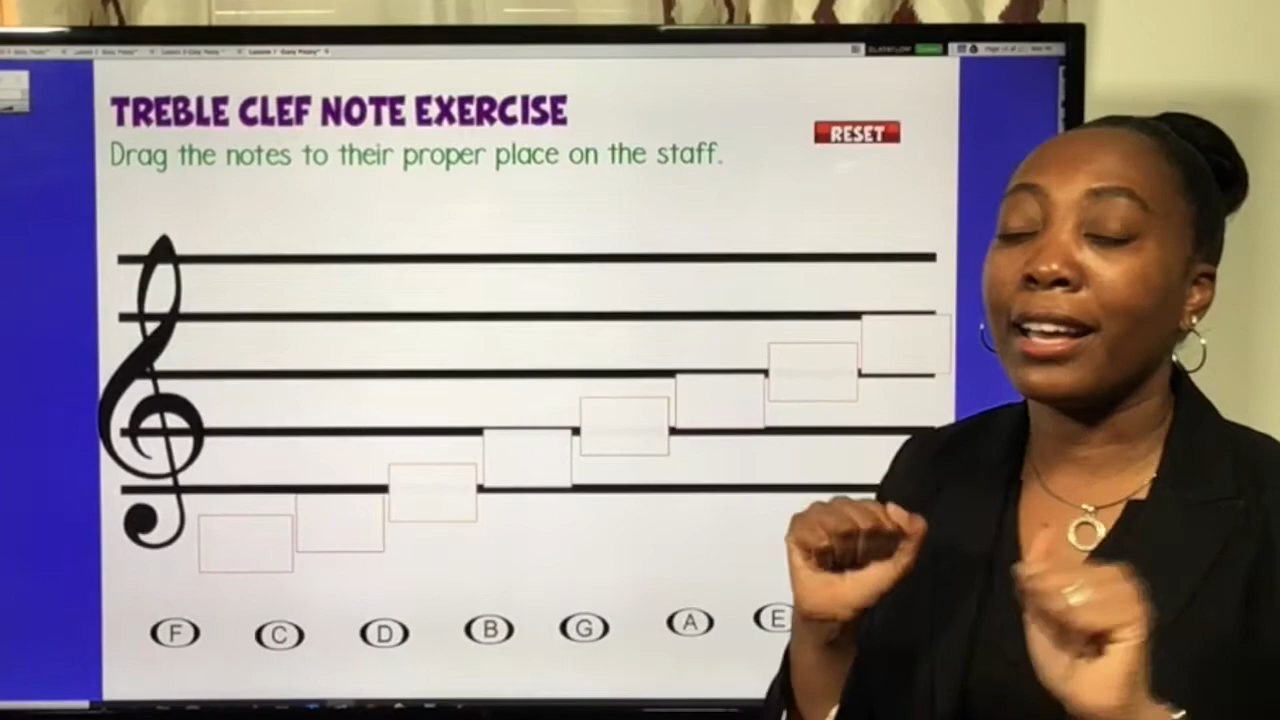 TREBLE CLEF NOTE EXERCISE
RESET
Drag the notes to their proper place on the staff.
F C D B G A E